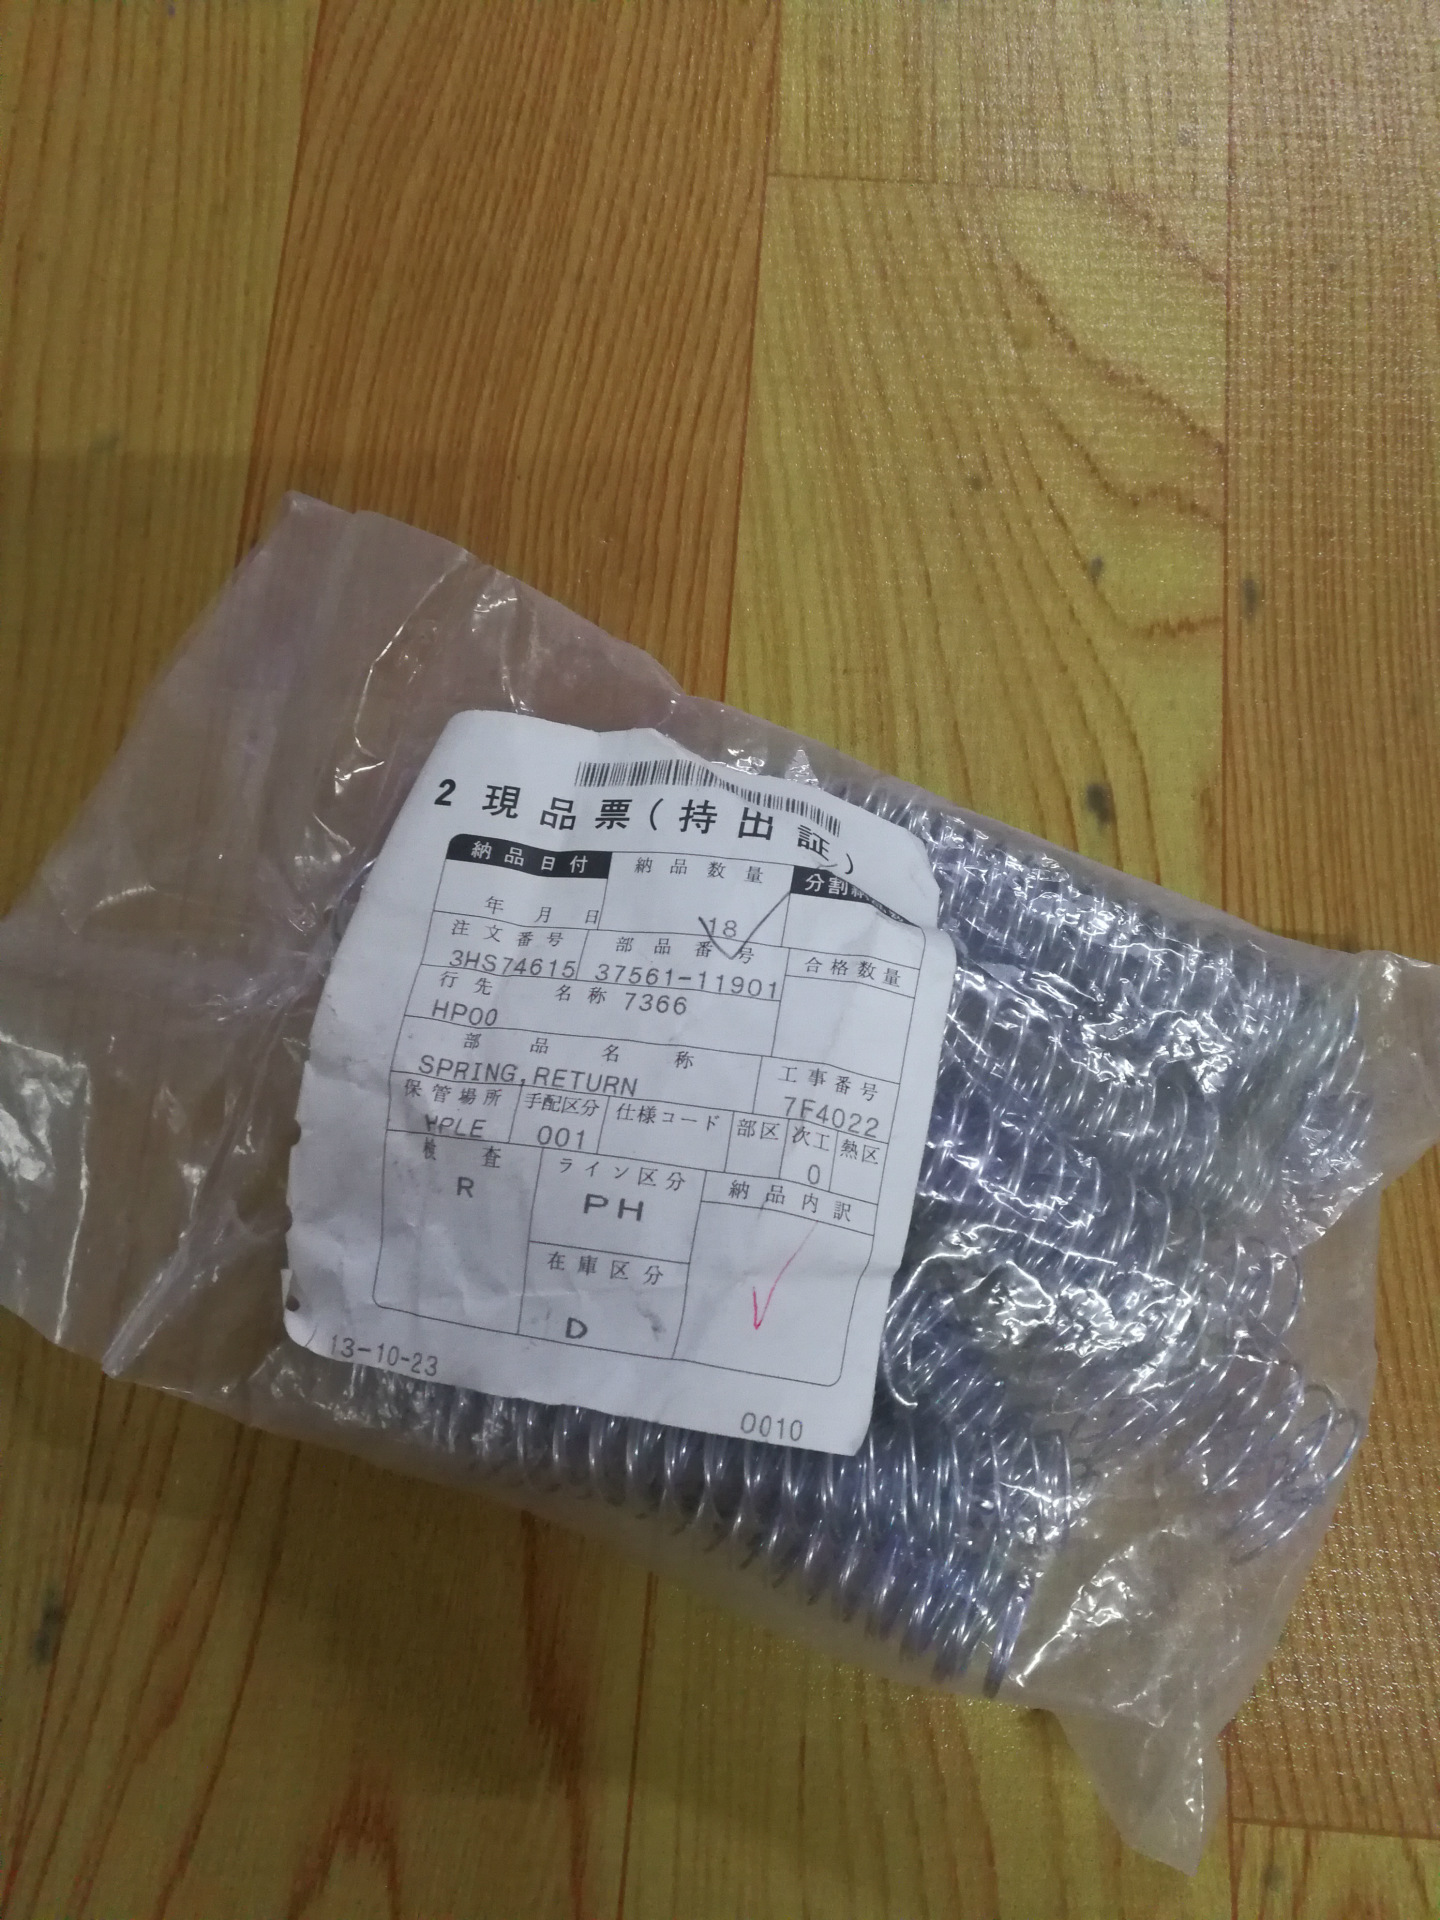 2 現品票(持出証)
納品日付 納品数量
年 月 日 18
注文番号 部品番号 合格数量
3HS74615 37561-11901
行先 名称 7366
HP00
部品名称 工事番号
SPRING,RETURN 7F4022
保管場所 手配区分 仕様コード 部区 次工 熱区
HPLE 001 0
検査 ライン区分 納品内訳
R PH
在庫区分
D
13-10-23
0010